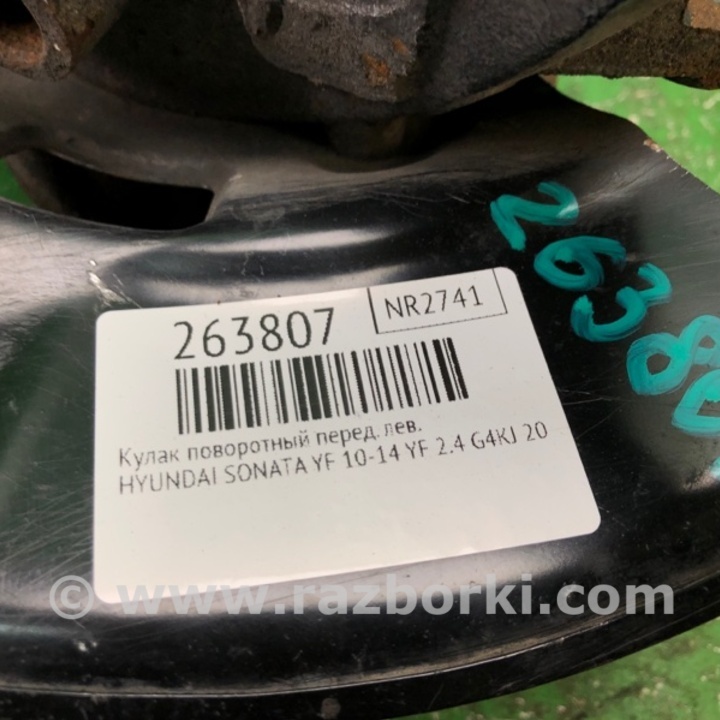 263807
NR2741
Кулак поворотный перед. лев.
HYUNDAI SONATA YF 10-14 YF 2.4 G4KJ 20
26380
© www.razborki.com